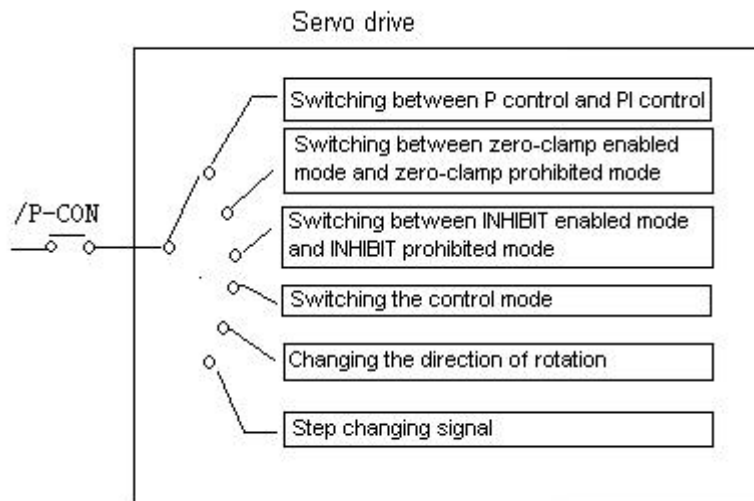 Servo drive
Switching between P control and PI control
Switching between zero-clamp enabled
mode and zero-clamp prohibited mode
/P-CON
Switching between INHIBIT enabled mode
and INHIBIT prohibited mode
Switching the control mode
Changing the direction of rotation
Step changing signal